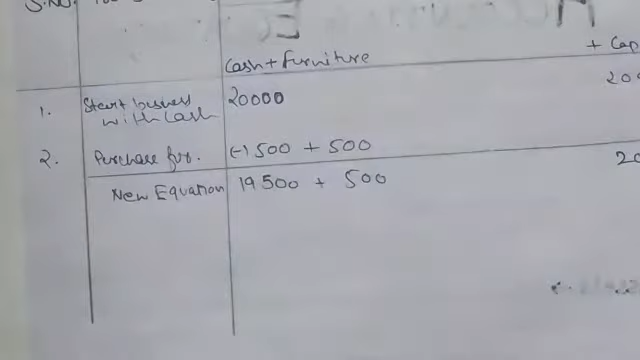 S.No.
Cash + Furniture + Cap
1. Start business 20000 200
with Cash
2. Purchase fur. (-) 500 + 500
New Equation 19500 + 500 20